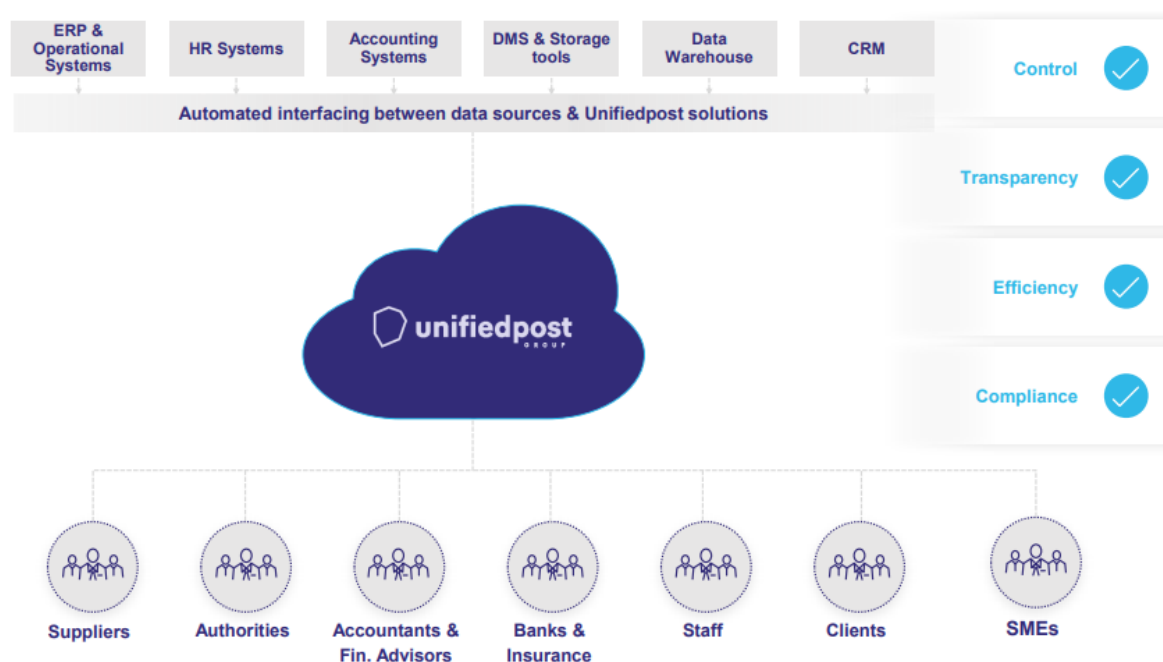 ERP &
Operational
Systems
HR Systems
Accounting
Systems
DMS & Storage
tools
Data
Warehouse
CRM
Automated interfacing between data sources & Unifiedpost solutions
Control
Transparency
Efficiency
Compliance
unifiedpost
GROUP
Suppliers
Authorities
Accountants &
Fin. Advisors
Banks &
Insurance
Staff
Clients
SMEs